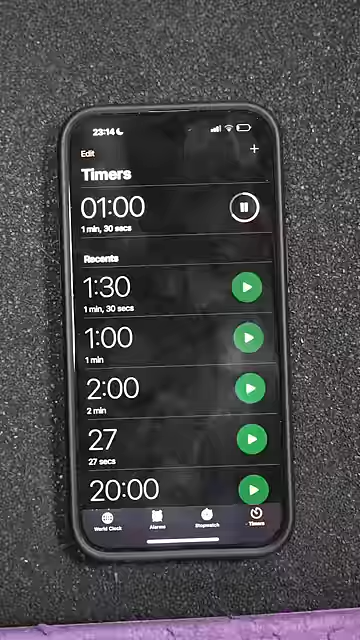 23:14
Edit
+
Timers
01:00
1 min, 30 secs
Recents
1:30
1 min, 30 secs
1:00
1 min
2:00
2 min
27
27 secs
20:00
World Clock Alarms Stopwatch Timers